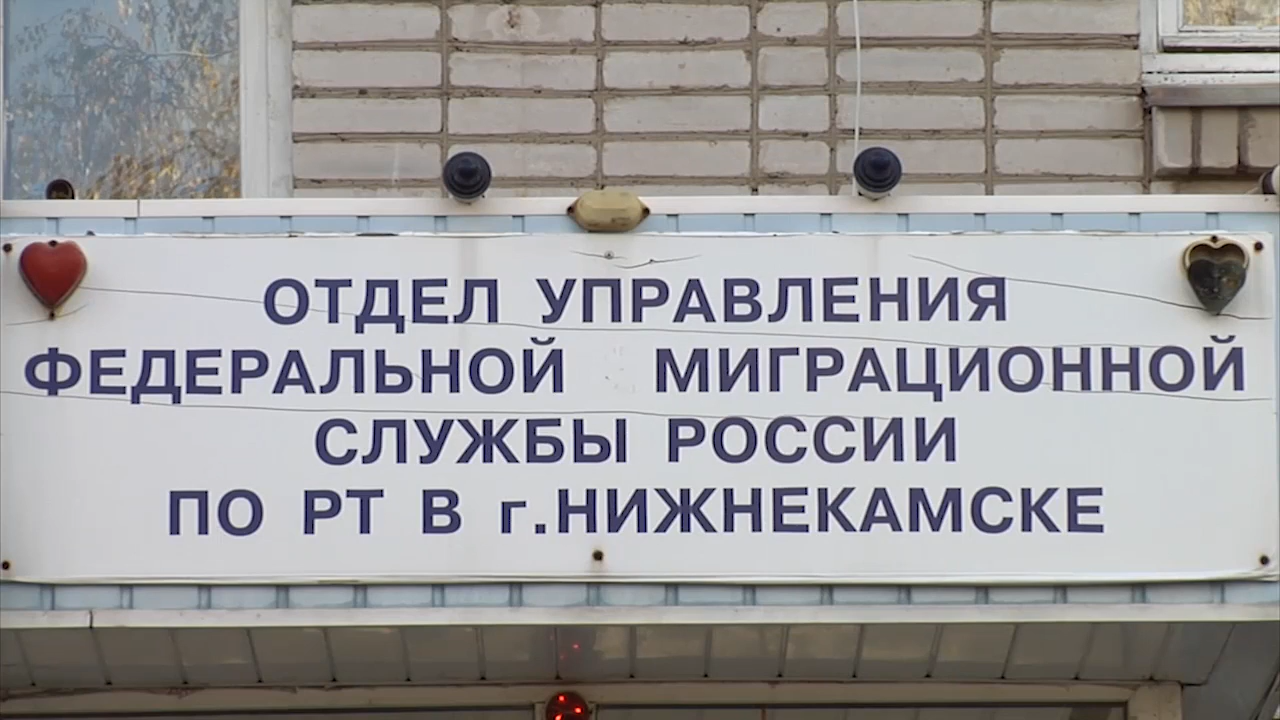 ОТДЕЛ УПРАВЛЕНИЯ
ФЕДЕРАЛЬНОЙ МИГРАЦИОННОЙ
СЛУЖБЫ РОССИИ
ПО РТ В г.НИЖНЕКАМСКЕ